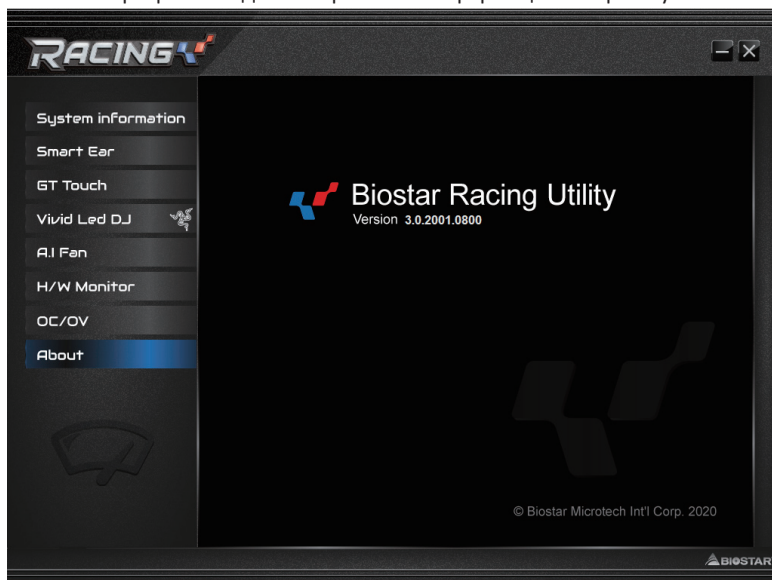 RACING
System information
Smart Ear
GT Touch
Vivid Led DJ
A.I Fan
H/W Monitor
OC/OV
About
Biostar Racing Utility
Version 3.0.2001.0800
© Biostar Microtech Int'l Corp. 2020
BIOSTAR